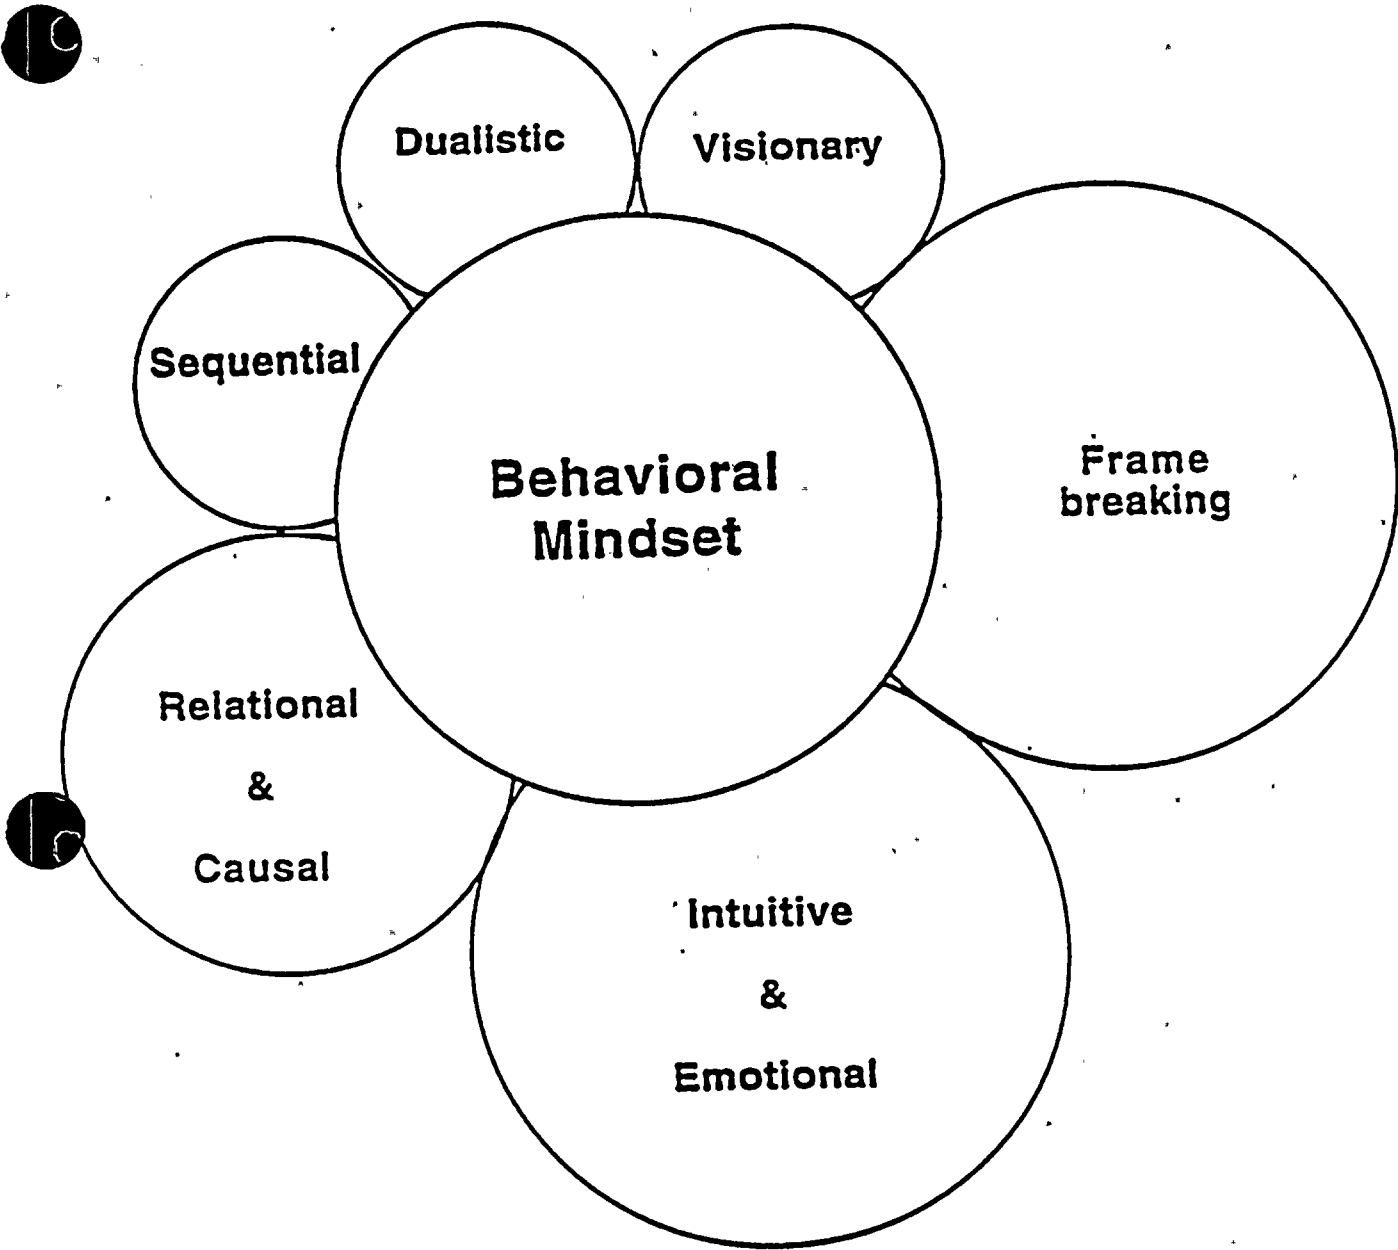 Dualistic
Visionary
Sequential
Frame
breaking
Behavioral
Mindset
Relational
&
Causal
Intuitive
&
Emotional